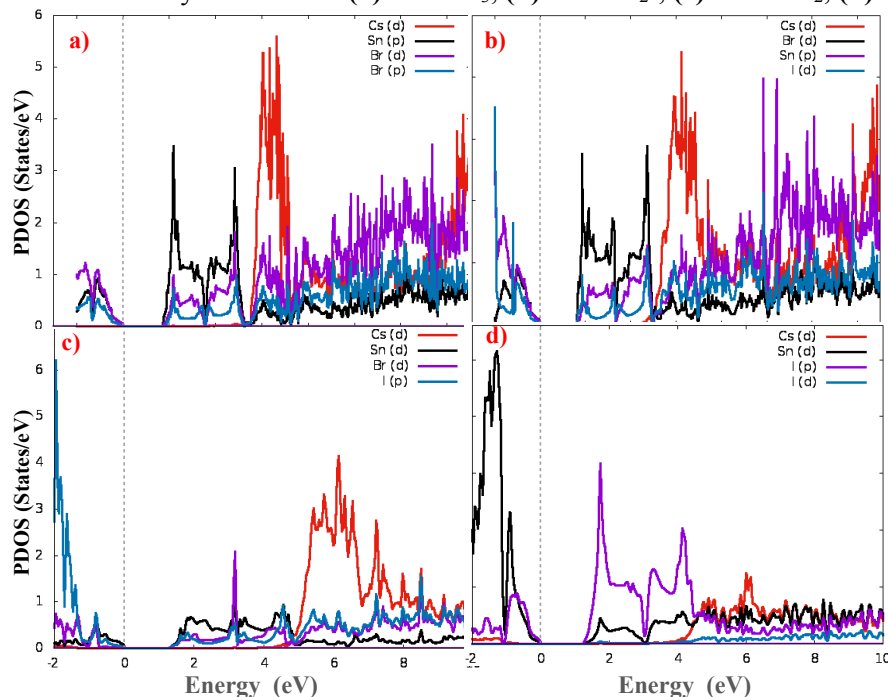 a)
Cs (d)
Sn (p)
Br (d)
Br (p)
b)
Cs (d)
Br (d)
Sn (p)
I (d)
PDOS (States/eV)
6
5
4
3
2
1
0
c)
Cs (d)
Sn (d)
Br (d)
I (p)
d)
Cs (d)
Sn (d)
I (p)
I (d)
PDOS (States/eV)
6
5
4
3
2
1
0
-2 0 2 4 6 8
-2 0 2 4 6 8 10
Energy (eV)
Energy (eV)